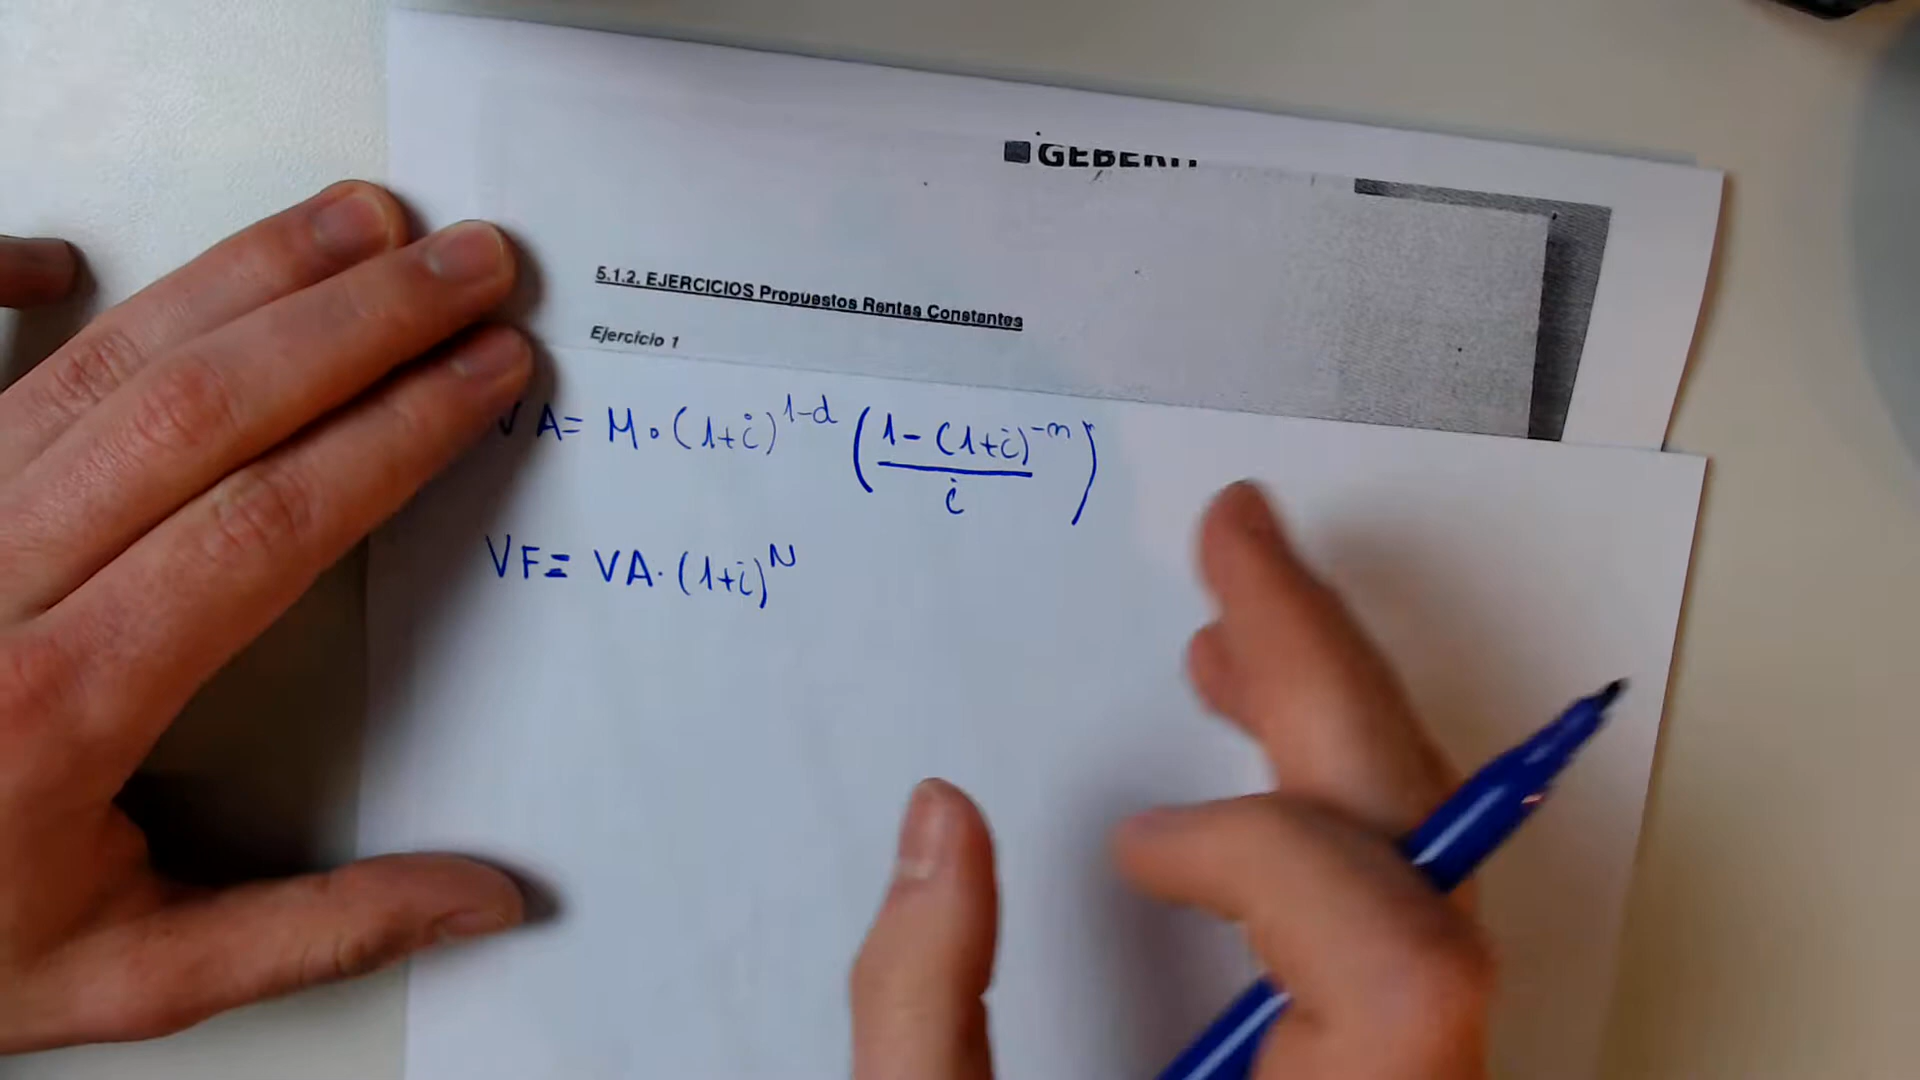 GEBERIT
5.1.2. EJERCICIOS Propuestos Rentas Constantes
Ejercicio 1
VA= M•(1+i)^1-d (1-(1+i)^-n / i)
VF= VA·(1+i)^N